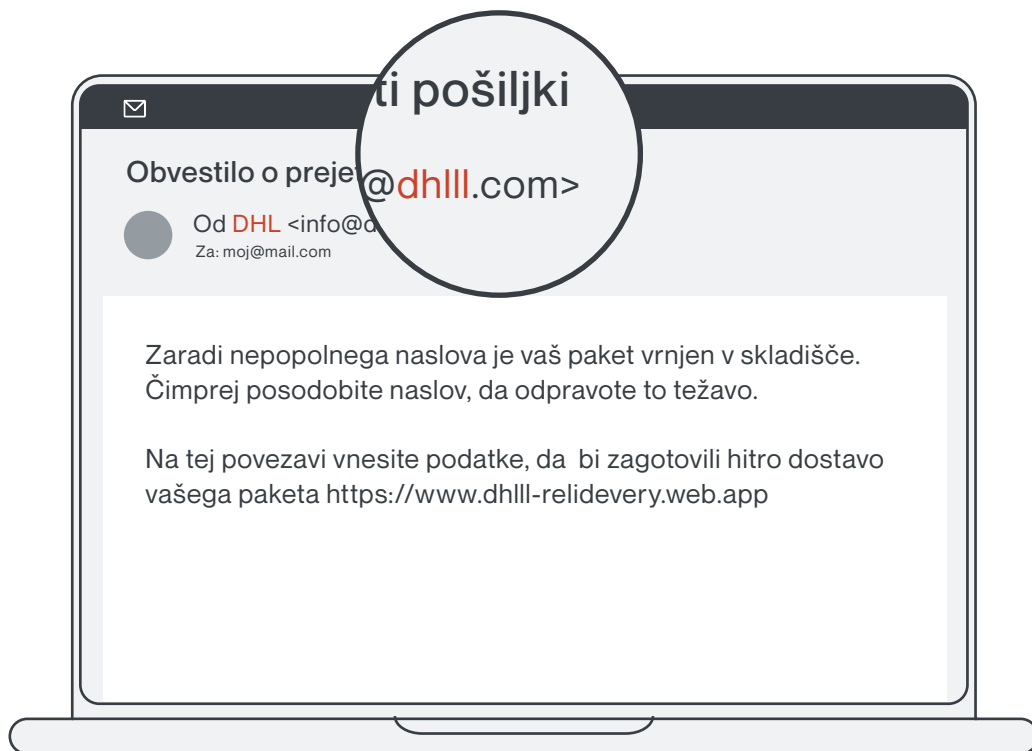 ti pošiljki
@dhlll.com>
Obvestilo o prejet
Od DHL <info@d
Za: moj@mail.com
Zaradi nepopolnega naslova je vaš paket vrnjen v skladišče.
Čimprej posodobite naslov, da odpravote to težavo.
Na tej povezavi vnesite podatke, da  bi zagotovili hitro dostavo
vašega paketa https://www.dhlll-relidevery.web.app